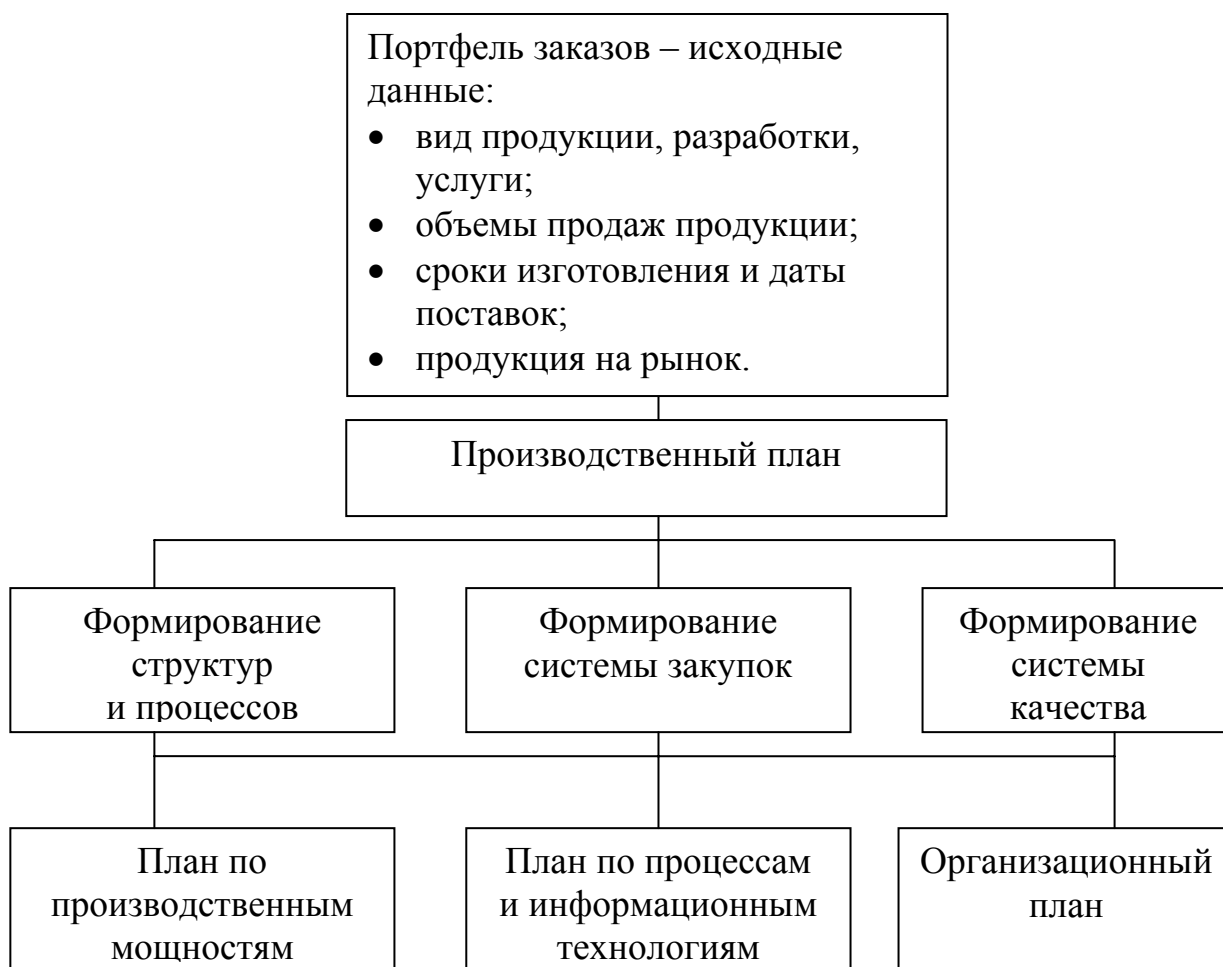 Портфель заказов – исходные
данные:
• вид продукции, разработки,
услуги;
• объемы продаж продукции;
• сроки изготовления и даты
поставок;
• продукция на рынок.
Производственный план
Формирование
структур
и процессов
Формирование
системы закупок
Формирование
системы
качества
План по
производственным
мощностям
План по процессам
и информационным
технологиям
Организационный
план